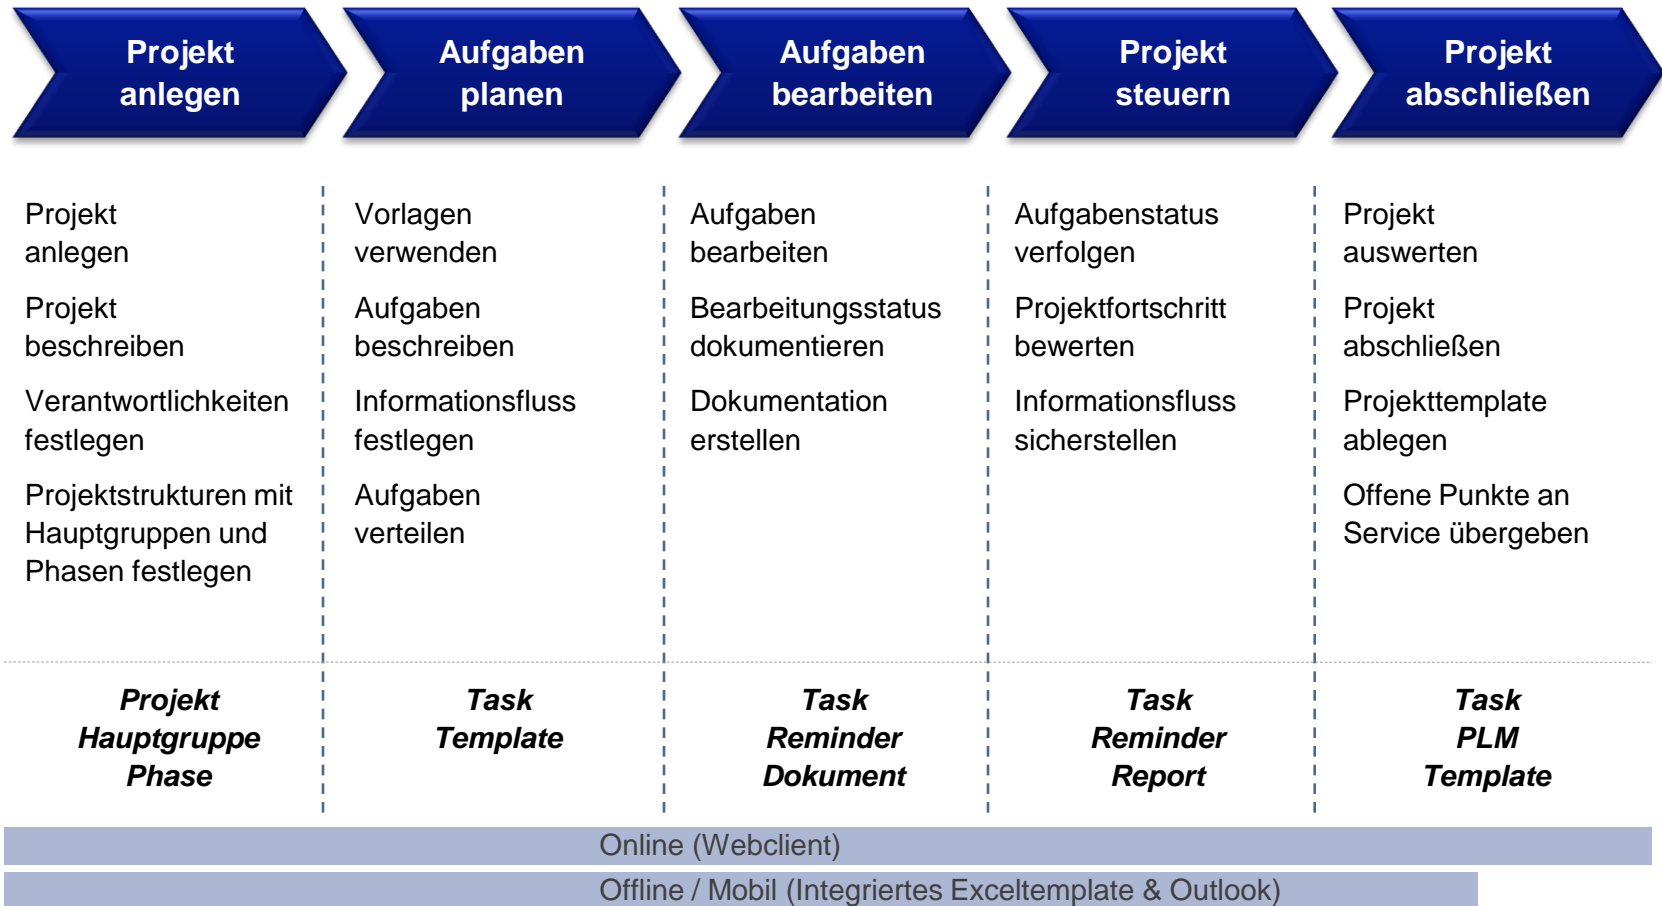 Projekt
anlegen
Aufgaben
planen
Aufgaben
bearbeiten
Projekt
steuern
Projekt
abschließen
Projekt
anlegen
Projekt
beschreiben
Verantwortlichkeiten
festlegen
Projektstrukturen mit
Hauptgruppen und
Phasen festlegen
Vorlagen
verwenden
Aufgaben
beschreiben
Informationsfluss
festlegen
Aufgaben
verteilen
Aufgaben
bearbeiten
Bearbeitungsstatus
dokumentieren
Dokumentation
erstellen
Aufgabenstatus
verfolgen
Projektfortschritt
bewerten
Informationsfluss
sicherstellen
Projekt
auswerten
Projekt
abschließen
Projekttemplate
ablegen
Offene Punkte an
Service übergeben
Projekt
Hauptgruppe
Phase
Task
Template
Task
Reminder
Dokument
Task
Reminder
Report
Task
PLM
Template
Online (Webclient)
Offline / Mobil (Integriertes Exceltemplate & Outlook)